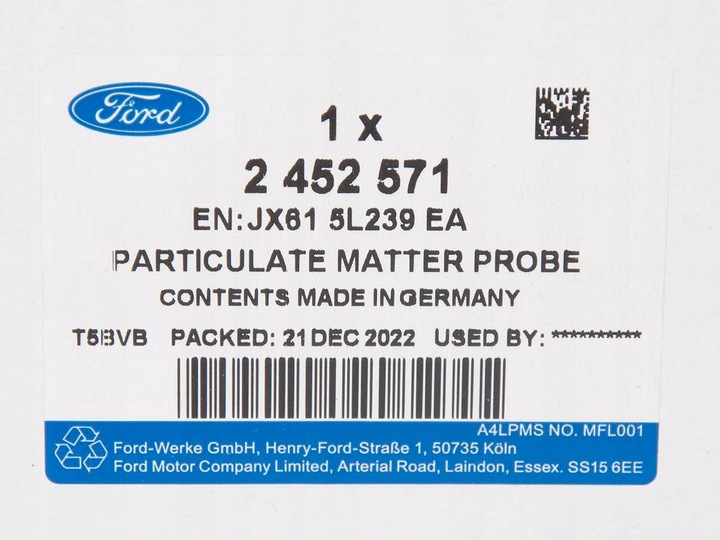 Ford
1 x
2 452 571
EN:JX61 5L239 EA
PARTICULATE MATTER PROBE
CONTENTS MADE IN GERMANY
T5BVB PACKED: 21 DEC 2022 USED BY: **********
A4LPMS NO. MFL001
Ford-Werke GmbH, Henry-Ford-Straße 1, 50735 Köln
Ford Motor Company Limited, Arterial Road, Laindon, Essex. SS15 6EE